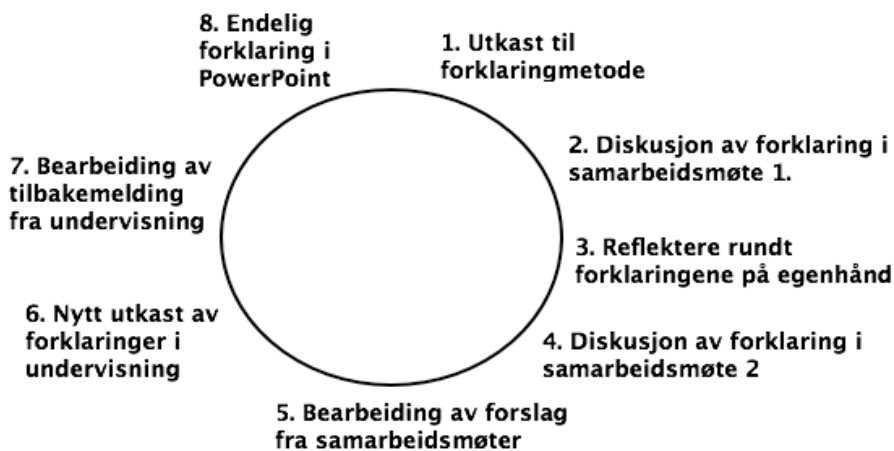 8. Endelig
forklaring i
PowerPoint
1. Utkast til
forklaringmetode
2. Diskusjon av forklaring i
samarbeidsmøte 1.
3. Reflektere rundt
forklaringene på egenhånd
4. Diskusjon av forklaring i
samarbeidsmøte 2
5. Bearbeiding av forslag
fra samarbeidsmøter
6. Nytt utkast av
forklaringer i
undervisning
7. Bearbeiding av
tilbakemelding
fra undervisning